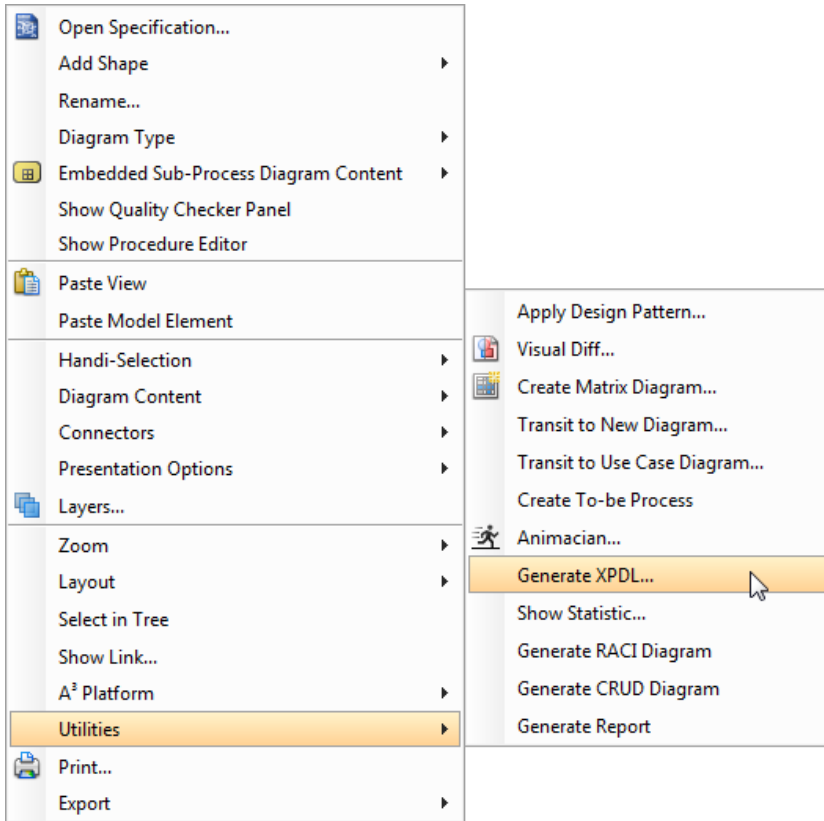 Open Specification...
Add Shape
Rename...
Diagram Type
Embedded Sub-Process Diagram Content
Show Quality Checker Panel
Show Procedure Editor
Paste View
Paste Model Element
Handi-Selection
Diagram Content
Connectors
Presentation Options
Layers...
Zoom
Layout
Select in Tree
Show Link...
A³ Platform
Utilities
Print...
Export
Apply Design Pattern...
Visual Diff...
Create Matrix Diagram...
Transit to New Diagram...
Transit to Use Case Diagram...
Create To-be Process
Animacian...
Generate XPDL...
Show Statistic...
Generate RACI Diagram
Generate CRUD Diagram
Generate Report